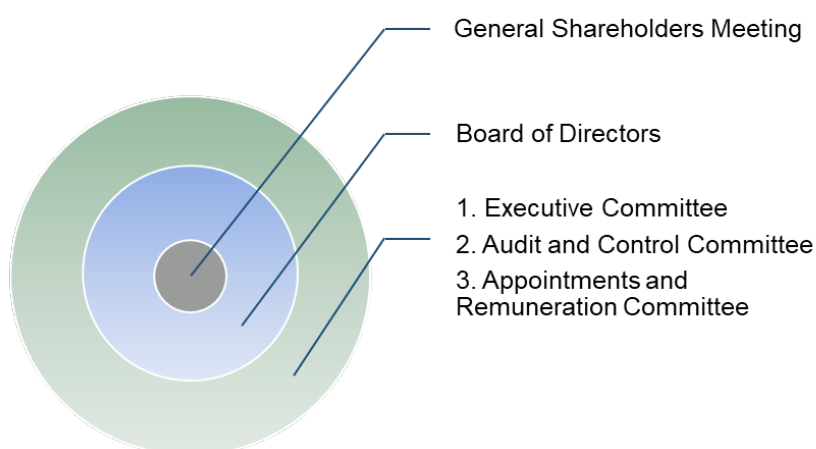 General Shareholders Meeting
Board of Directors
1. Executive Committee
2. Audit and Control Committee
3. Appointments and
Remuneration Committee